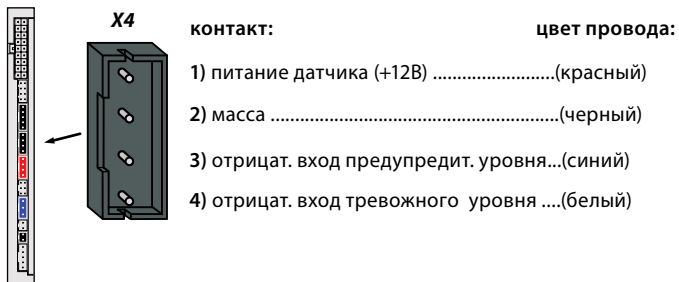 X4
контакт: цвет провода:
1) питание датчика (+12В) .........................(красный)
2) масса ...........................................................(черный)
3) отрицат. вход предупредит. уровня...(синий)
4) отрицат. вход тревожного уровня ....(белый)